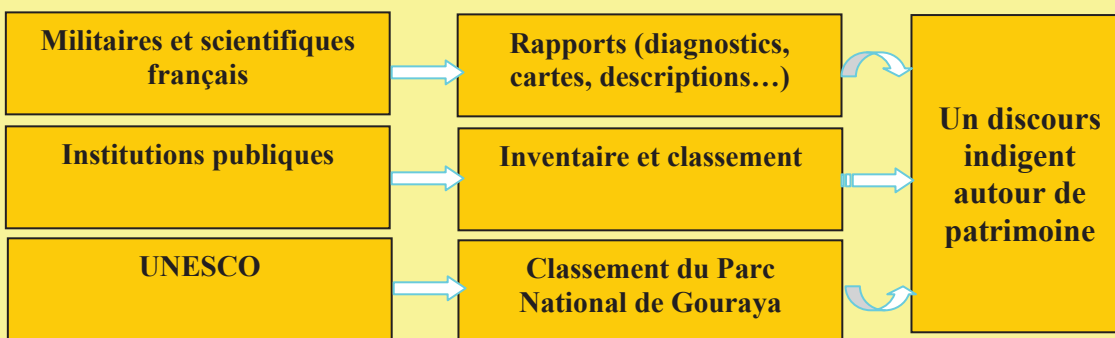 Militaires et scientifiques
français
Rapports (diagnostics,
cartes, descriptions…)
Institutions publiques
Inventaire et classement
UNESCO
Classement du Parc
National de Gouraya
Un discours
indigent
autour de
patrimoine